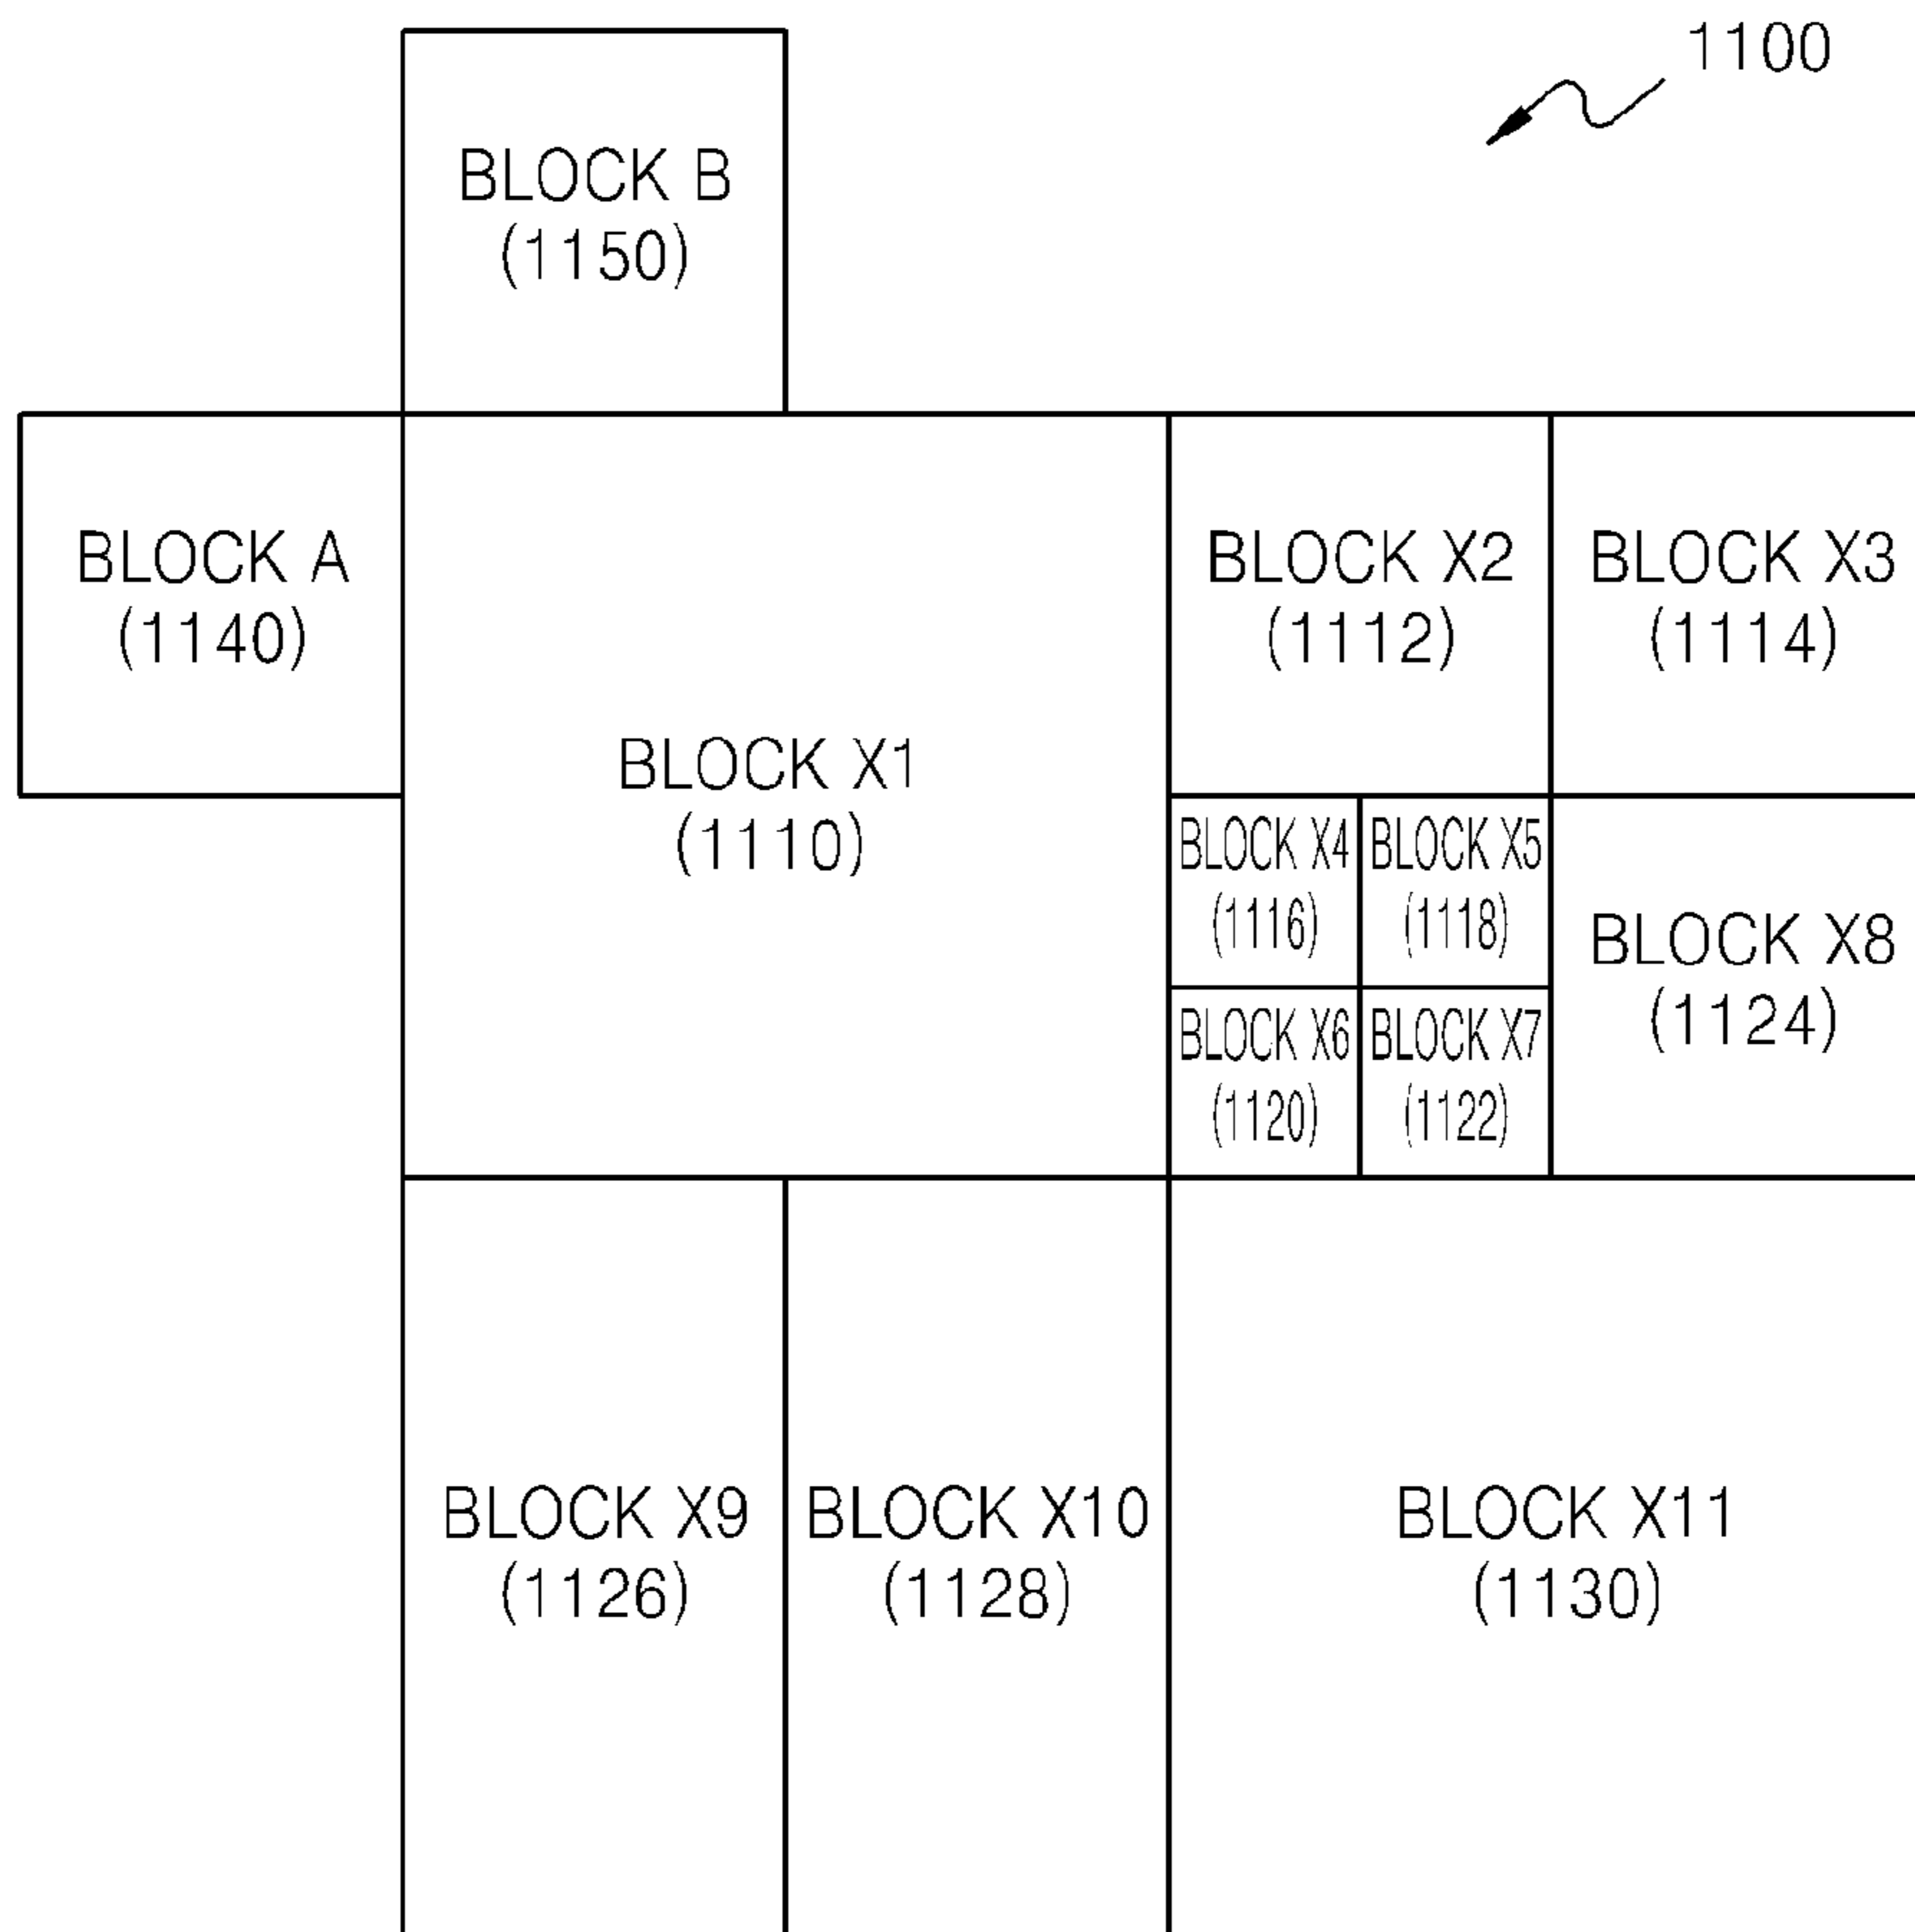 1100
BLOCK B
(1150)
BLOCK A
(1140)
BLOCK X1
(1110)
BLOCK X2
(1112)
BLOCK X3
(1114)
BLOCK X4
(1116)
BLOCK X5
(1118)
BLOCK X6
(1120)
BLOCK X7
(1122)
BLOCK X8
(1124)
BLOCK X9
(1126)
BLOCK X10
(1128)
BLOCK X11
(1130)